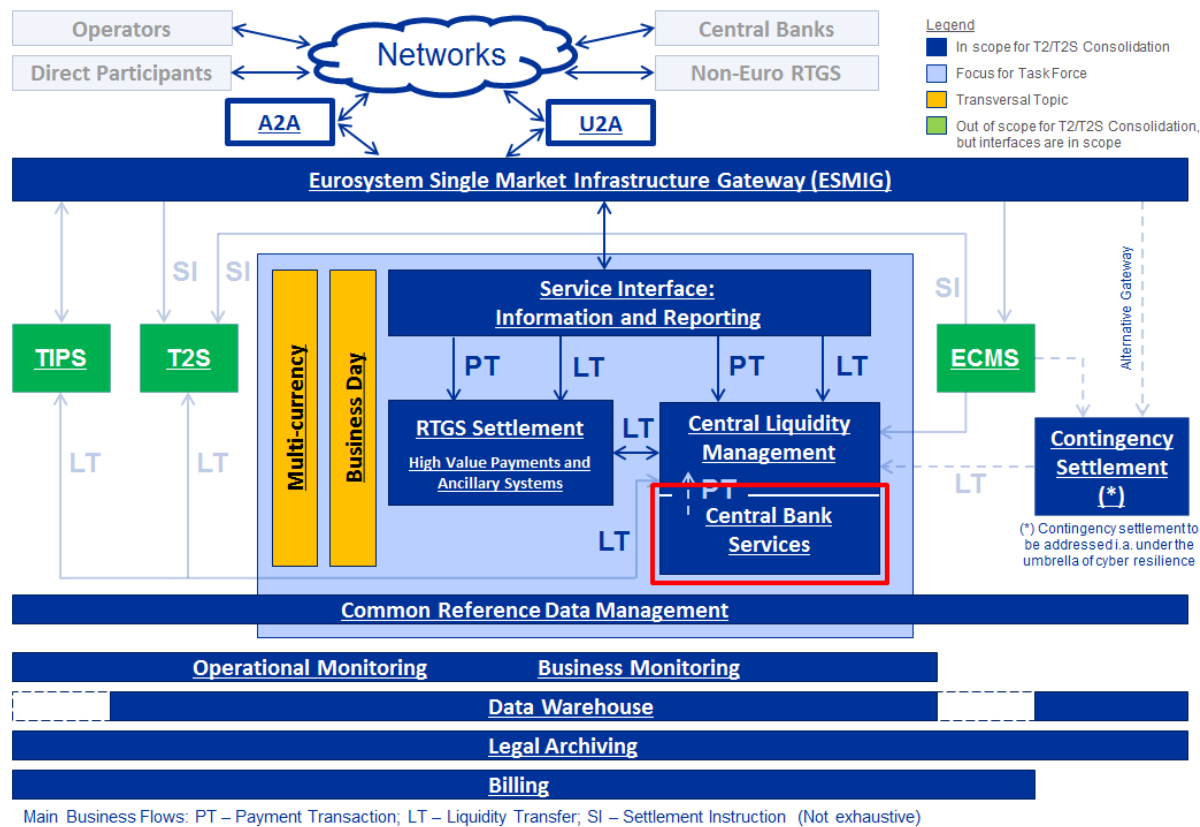 Operators
Direct Participants
Networks
Central Banks
Non-Euro RTGS
Legend
In scope for T2/T2S Consolidation
Focus for Task Force
Transversal Topic
Out of scope for T2/T2S Consolidation,
but interfaces are in scope
A2A
U2A
Eurosystem Single Market Infrastructure Gateway (ESMIG)
SI
SI
SI
Alternative Gateway
Multi-currency
Business Day
Service Interface:
Information and Reporting
TIPS
T2S
ECMS
PT
LT
PT
LT
RTGS Settlement
High Value Payments and
Ancillary Systems
LT
Central Liquidity
Management
PT
Central Bank
Services
LT
LT
LT
LT
Contingency
Settlement
(*)
(*) Contingency settlement to
be addressed i.a. under the
umbrella of cyber resilience
Common Reference Data Management
Operational Monitoring
Business Monitoring
Data Warehouse
Legal Archiving
Billing
Main Business Flows: PT – Payment Transaction; LT – Liquidity Transfer; SI – Settlement Instruction (Not exhaustive)